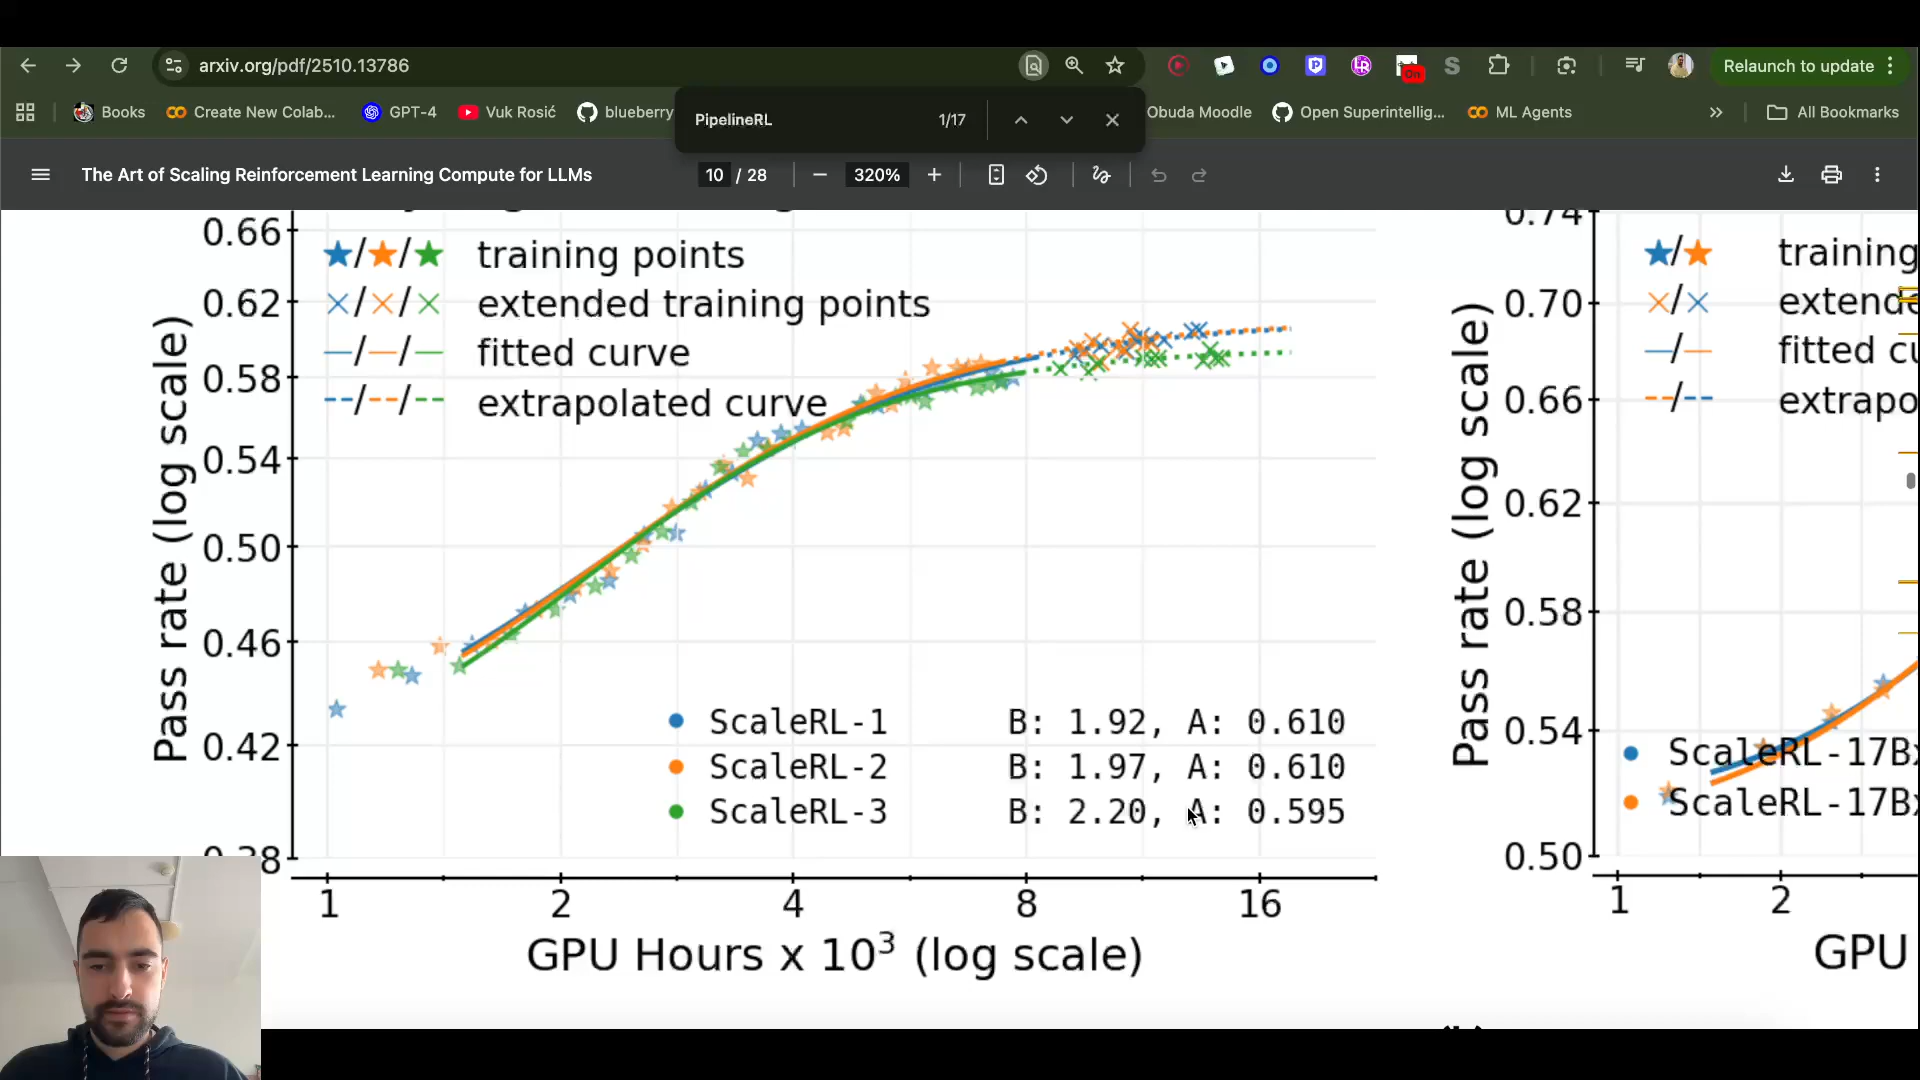 arxiv.org/pdf/2510.13786
On
Relaunch to update
Books
Create New Colab...
GPT-4
Vuk Rosić
blueberry
PipelineRL
1/17
Obuda Moodle
Open Superintellig...
ML Agents
All Bookmarks
The Art of Scaling Reinforcement Learning Compute for LLMs
10 / 28
320%
Pass rate (log scale)
0.66
0.62
0.58
0.54
0.50
0.46
0.42
training points
extended training points
fitted curve
extrapolated curve
ScaleRL-1 B: 1.92, A: 0.610
ScaleRL-2 B: 1.97, A: 0.610
ScaleRL-3 B: 2.20, A: 0.595
1 2 4 8 16
GPU Hours x 10³ (log scale)
Pass rate (log scale)
0.74
0.70
0.66
0.62
0.58
0.54
0.50
training
extende
fitted cu
extrapo
ScaleRL-17Bx
ScaleRL-17Bx
1 2
GPU